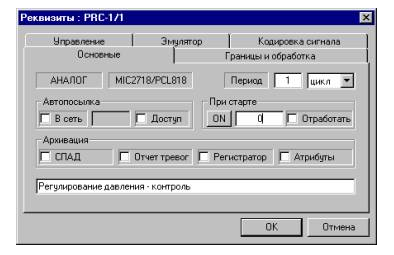 Реквизиты : PRC-1/1
Управление Эмулятор Кодировка сигнала
Основные Границы и обработка
АНАЛОГ MIC2718/PCL818 Период 1 цикл
Автопосылка При старте
В сеть Доступ ON 0 Отработать
Архивация
СПАД Отчет тревог Регистратор Атрибуты
Регулирование давления - контроль
OK Отмена